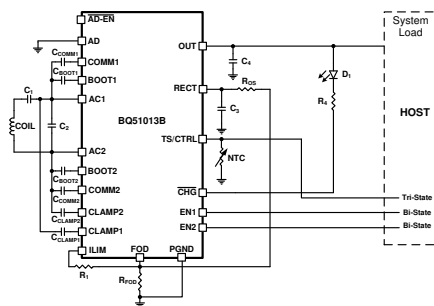 System
Load
HOST
AD-EN
AD
OUT
C4
D1
CCOMM1
COMM1
CBOOT1
BOOT1
RECT
ROS
C1
AC1
C3
R4
COIL
C2
BQ51013B
TS/CTRL
AC2
NTC
BOOT2
CBOOT2
COMM2
CHG
Tri-State
CCOMM2
CLAMP2
EN1
Bi-State
CCLAMP2
CLAMP1
EN2
Bi-State
CCLAMP1
ILIM
FOD
PGND
R1
RFOD